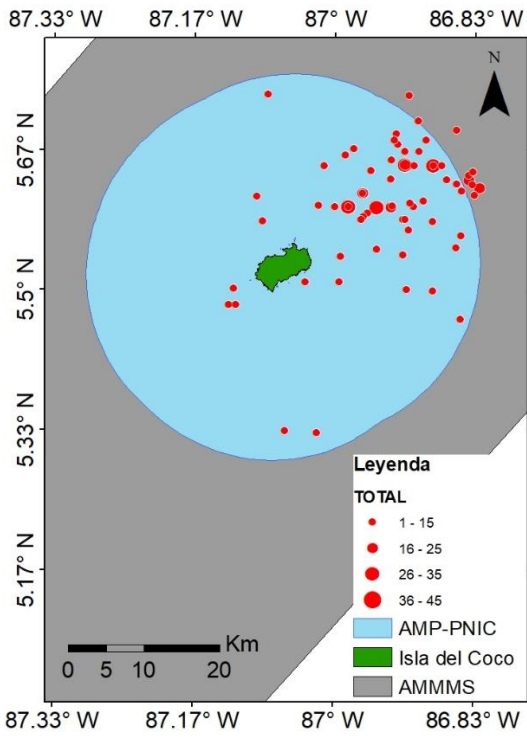 87.33° W 87.17° W 87° W 86.83° W
N
5.67° N
5.5° N
5.33° N
5.17° N
Leyenda
TOTAL
1 - 15
16 - 25
26 - 35
36 - 45
AMP-PNIC
Isla del Coco
AMMMS
Km
0 5 10 20
87.33° W 87.17° W 87° W 86.83° W